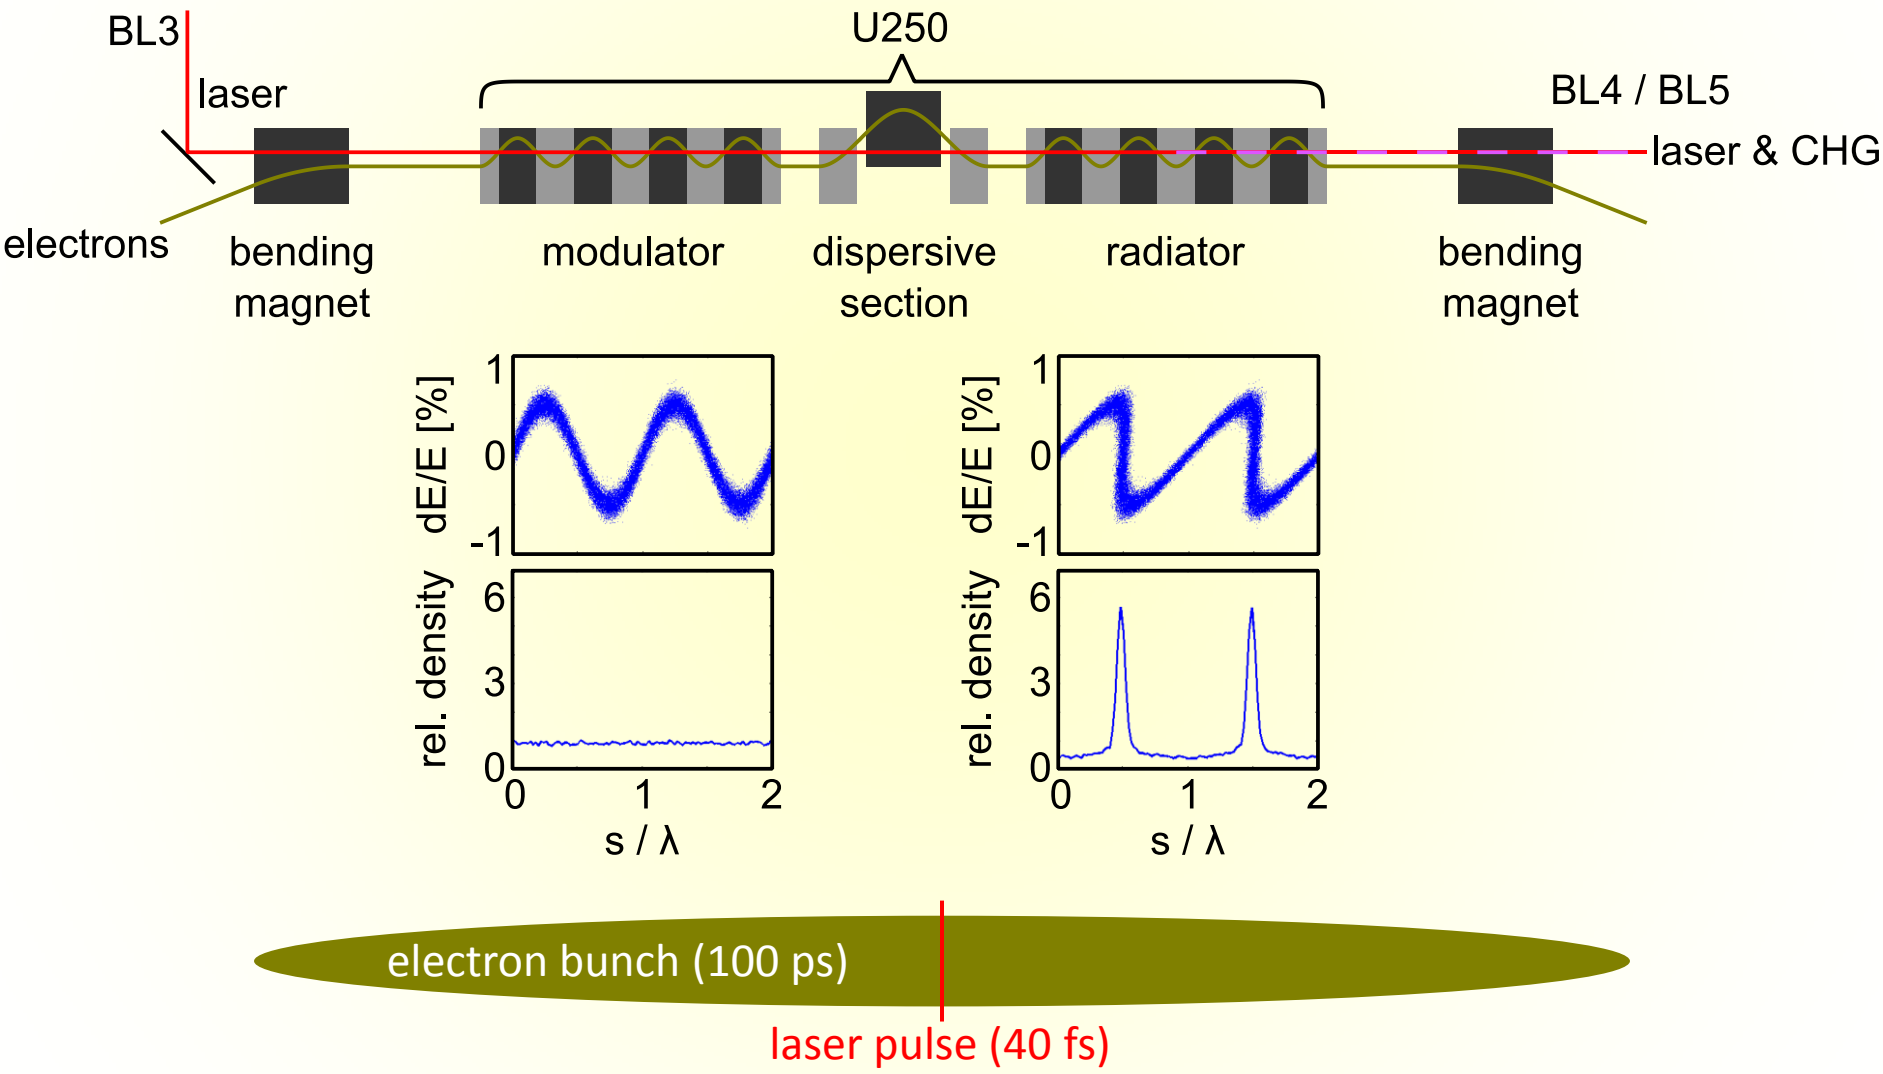 BL3
U250
laser
BL4 / BL5
laser & CHG
electrons
bending
magnet
modulator
dispersive
section
radiator
bending
magnet
dE/E [%]
1
0
-1
dE/E [%]
1
0
-1
rel. density
6
3
0
0 1 2
s / λ
rel. density
6
3
0
0 1 2
s / λ
electron bunch (100 ps)
laser pulse (40 fs)